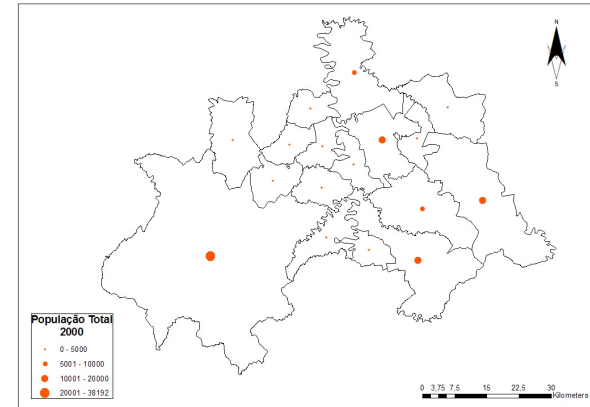 N
S
População Total
2000
0 - 5000
5001 - 10000
10001 - 20000
20001 - 38192
0 3,75 7,5 15 22,5 30
Kilometers